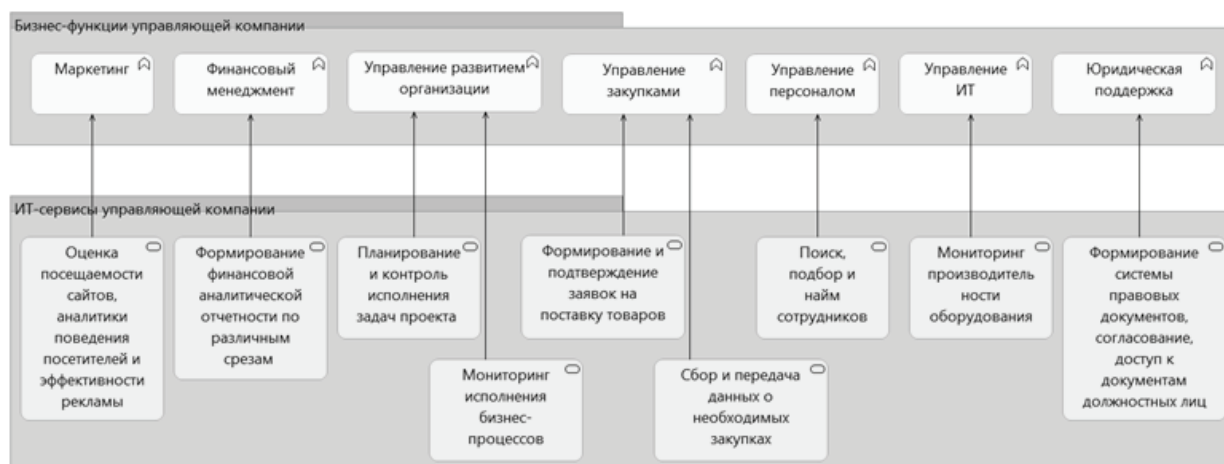 Бизнес-функции управляющей компании
Маркетинг
Финансовый
менеджмент
Управление развитием
организации
Управление
закупками
Управление
персоналом
Управление
ИТ
Юридическая
поддержка
ИТ-сервисы управляющей компании
Оценка
посещаемости
сайтов,
аналитики
поведения
посетителей и
эффективности
рекламы
Формирование
финансовой
аналитической
отчетности по
различным
срезам
Планирование
и контроль
исполнения
задач проекта
Мониторинг
исполнения
бизнес-
процессов
Формирование и
подтверждение
заявок на
поставку товаров
Сбор и передача
данных о
необходимых
закупках
Поиск,
подбор и
найм
сотрудников
Мониторинг
производитель
ности
оборудования
Формирование
системы
правовых
документов,
согласование,
доступ к
документам
должностных лиц